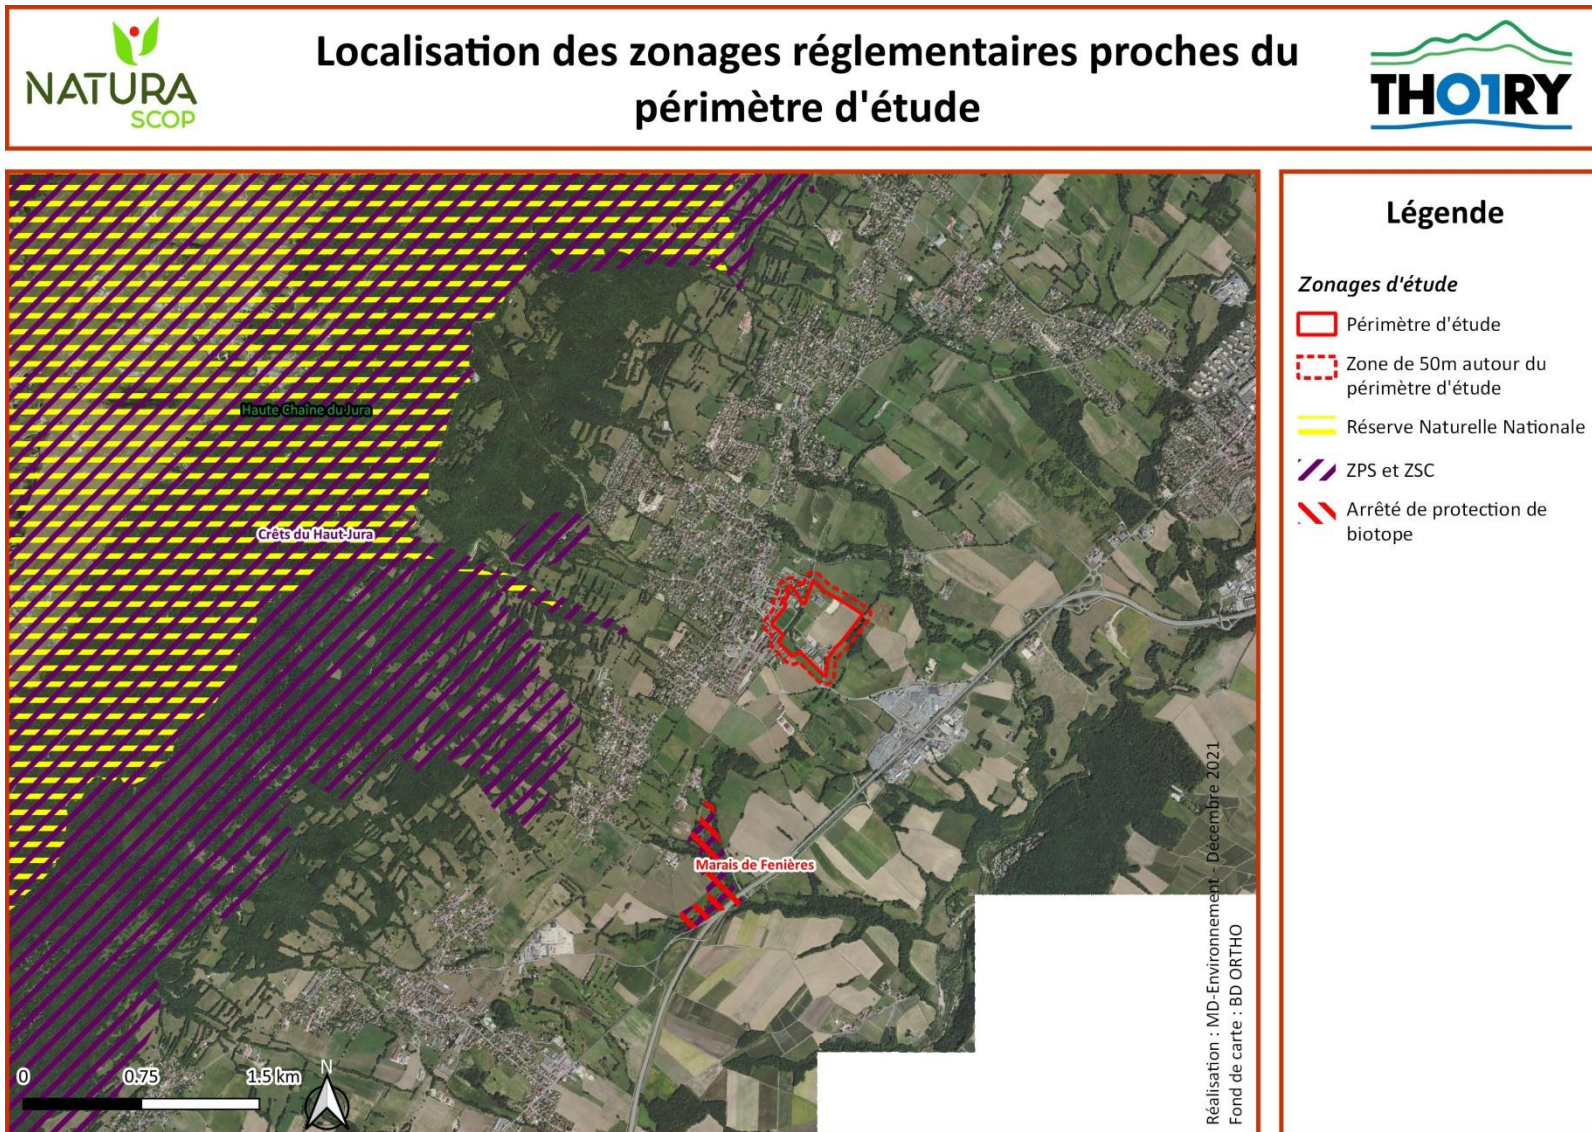 NATURA
SCOP
Localisation des zonages réglementaires proches du
périmètre d'étude
THO1RY
Haute Chaîne du Jura
Crêts du Haut-Jura
Marais de Fenières
0 0.75 1.5 km
N
Réalisation : MD-Environnement - Décembre 2021
Fond de carte : BD ORTHO
Légende
Zonages d'étude
Périmètre d'étude
Zone de 50m autour du
périmètre d'étude
Réserve Naturelle Nationale
ZPS et ZSC
Arrêté de protection de
biotope